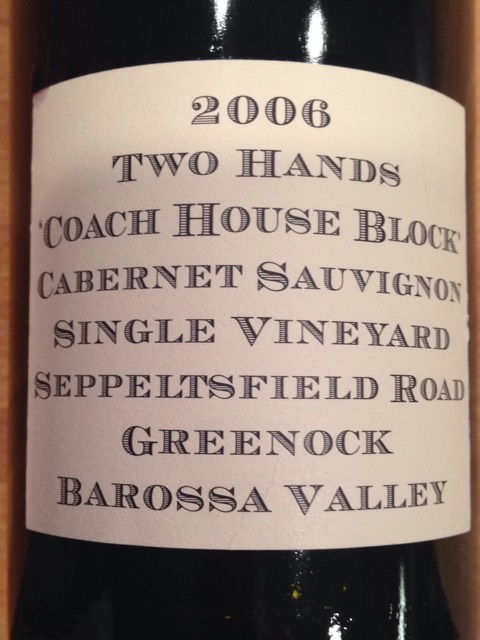 2006
TWO HANDS
'COACH HOUSE BLOCK'
CABERNET SAUVIGNON
SINGLE VINEYARD
SEPPELTSFIELD ROAD
GREENOCK
BAROSSA VALLEY